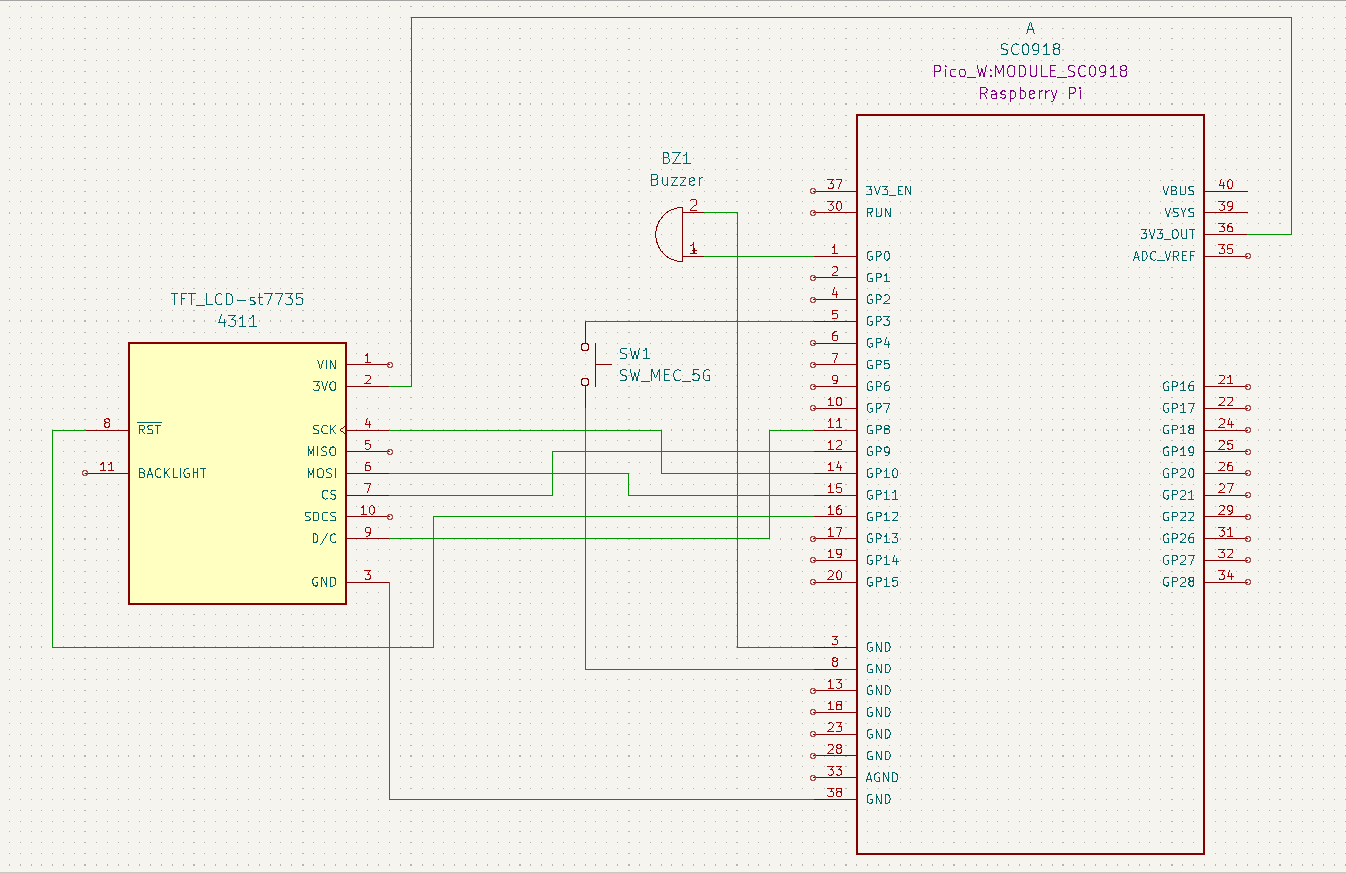 A
SC0918
Pico_W:MODULE_SC0918
Raspberry Pi
BZ1
Buzzer
2
1
+
37 3V3_EN
30 RUN
1 GP0
2 GP1
4 GP2
5 GP3
6 GP4
7 GP5
9 GP6
10 GP7
11 GP8
12 GP9
14 GP10
15 GP11
16 GP12
17 GP13
19 GP14
20 GP15
3 GND
8 GND
13 GND
18 GND
23 GND
28 GND
33 AGND
38 GND
VBUS 40
VSYS 39
3V3_OUT 36
ADC_VREF 35
GP16 21
GP17 22
GP18 24
GP19 25
GP20 26
GP21 27
GP22 29
GP26 31
GP27 32
GP28 34
SW1
SW_MEC_5G
TFT_LCD-st7735
4311
VIN 1
3VO 2
8 RST
SCK 4
MISO 5
11 BACKLIGHT
MOSI 6
CS 7
SDCS 10
D/C 9
GND 3